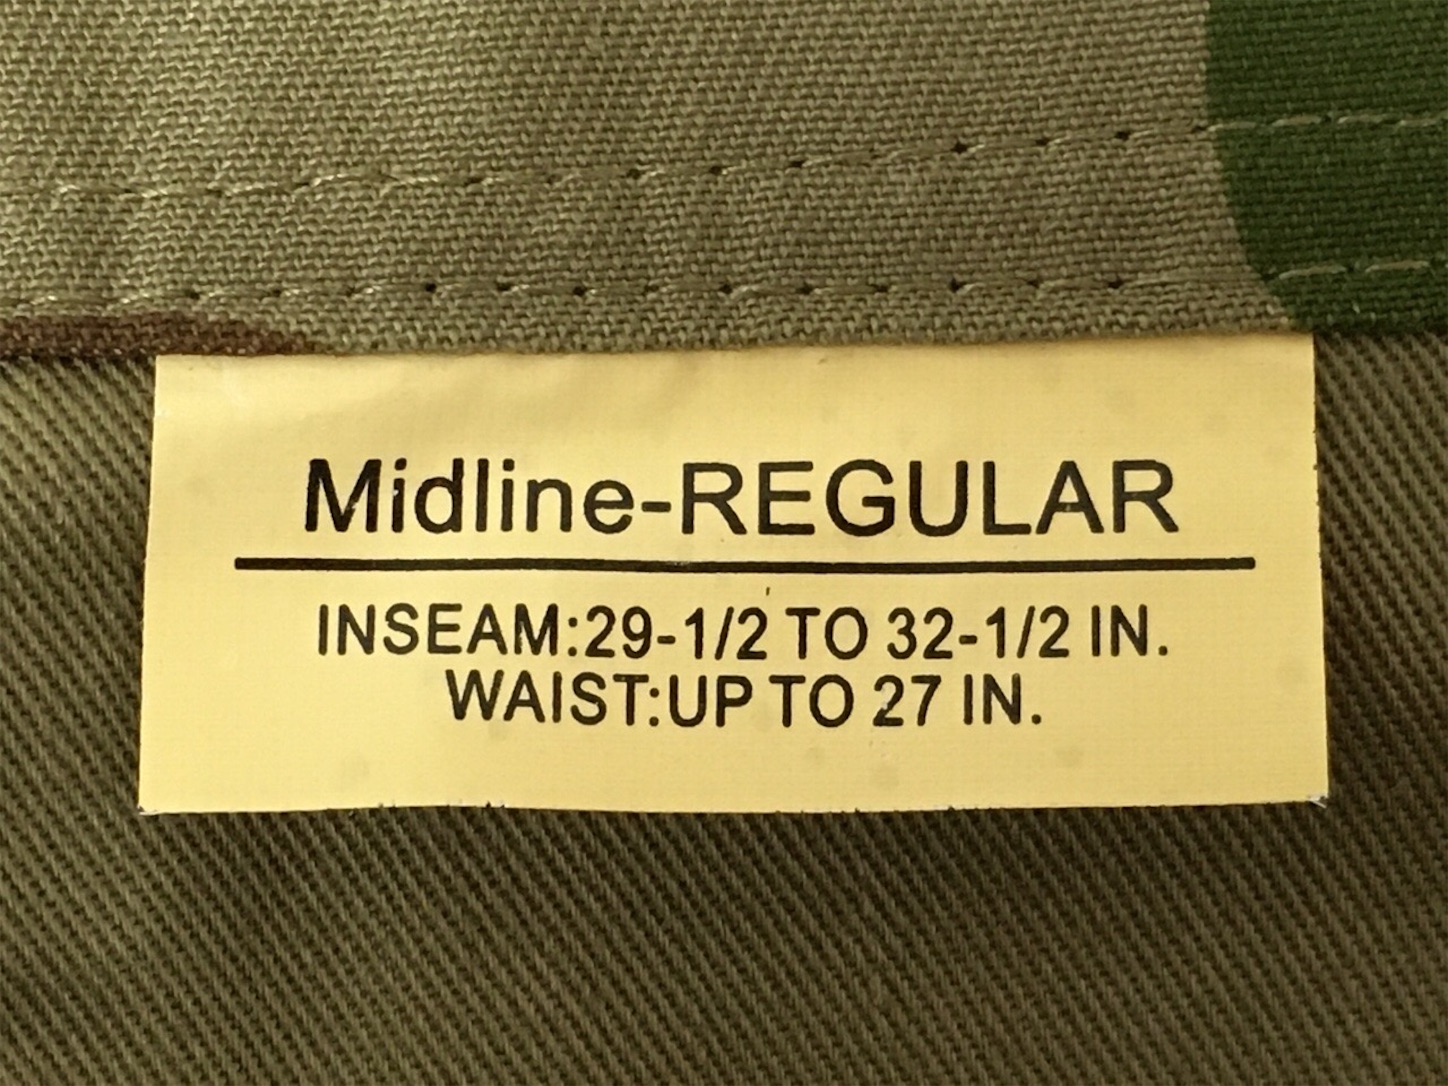 Midline-REGULAR
INSEAM:29-1/2 TO 32-1/2 IN.
WAIST:UP TO 27 IN.